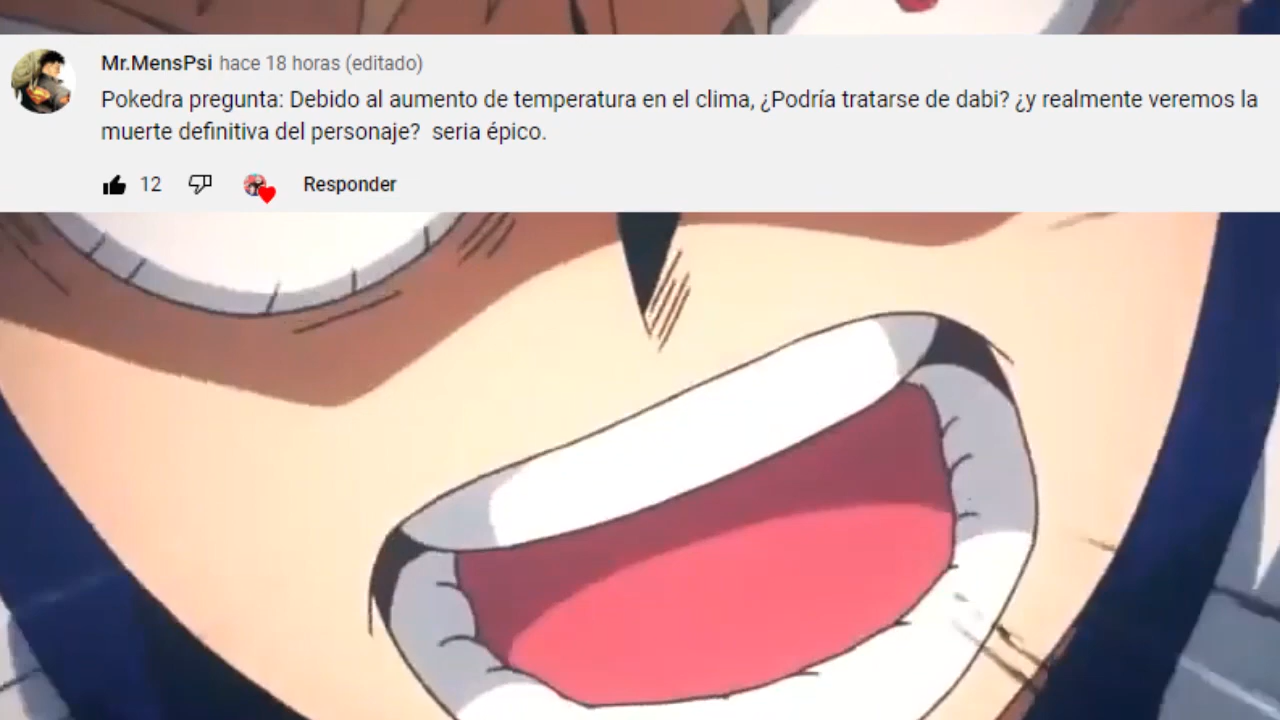 Mr.MensPsi hace 18 horas (editado)
Pokedra pregunta: Debido al aumento de temperatura en el clima, ¿Podría tratarse de dabi? ¿y realmente veremos la
muerte definitiva del personaje?  seria épico.
12 Responder